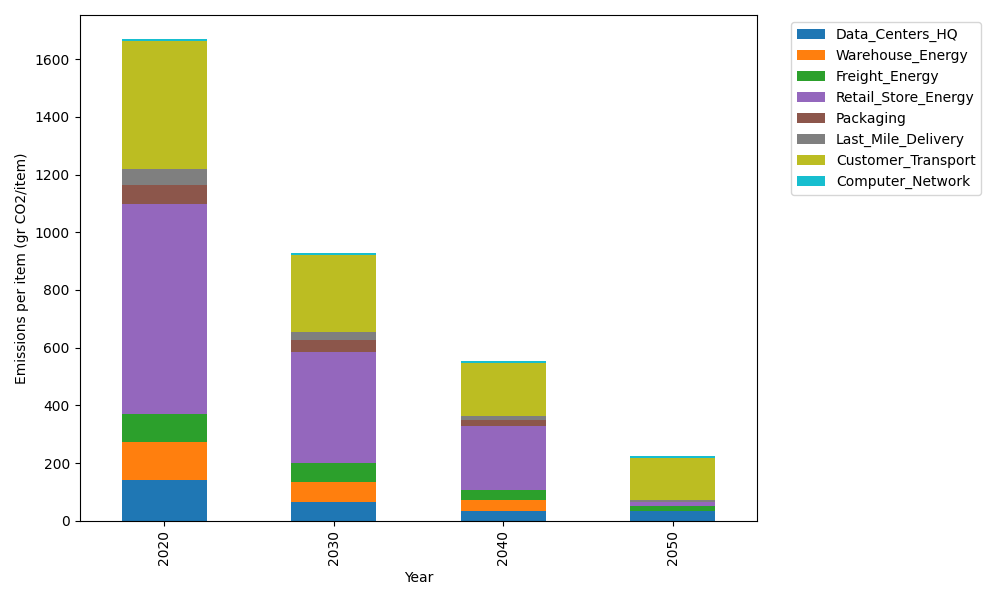 Data_Centers_HQ
Warehouse_Energy
Freight_Energy
Retail_Store_Energy
Packaging
Last_Mile_Delivery
Customer_Transport
Computer_Network
Emissions per item (gr CO2/item)
1600
1400
1200
1000
800
600
400
200
0
2020
2030
2040
2050
Year